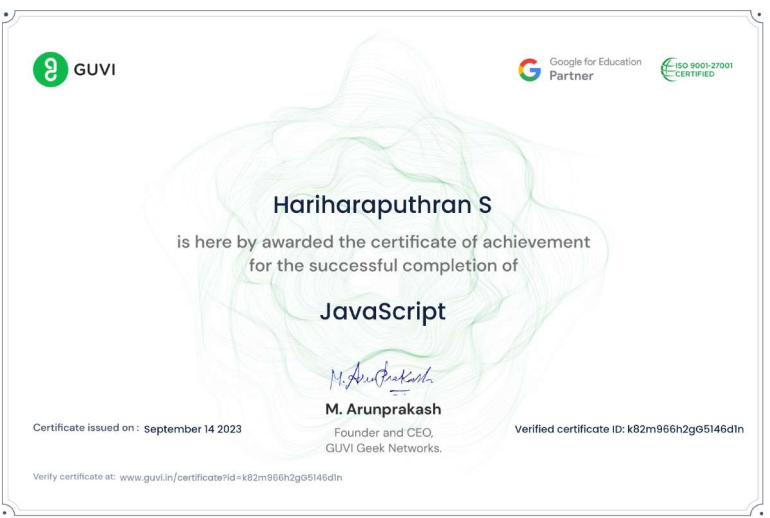 GUVI
Google for Education
Partner
ISO 9001-27001
CERTIFIED
Hariharaputhran S
is here by awarded the certificate of achievement
for the successful completion of
JavaScript
M. Arunprakash
M. Arunprakash
Founder and CEO,
GUVI Geek Networks.
Certificate issued on : September 14 2023
Verified certificate ID: k82m966h2gG5146d1n
Verify certificate at: www.guvi.in/certificate?id=k82m966h2gG5146d1n